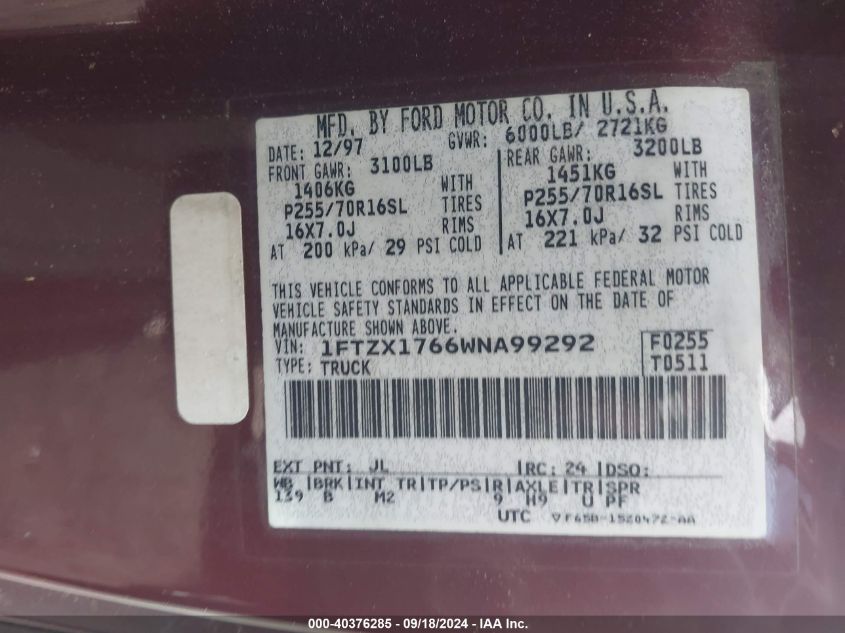 MFD. BY FORD MOTOR CO. IN U.S.A.
DATE: 12/97 GVWR: 6000LB/ 2721KG
FRONT GAWR: 3100LB REAR GAWR: 3200LB
1406KG WITH 1451KG WITH
P255/70R16SL TIRES P255/70R16SL TIRES
16X7.0J RIMS 16X7.0J RIMS
AT 200 kPa/ 29 PSI COLD AT 221 kPa/ 32 PSI COLD
THIS VEHICLE CONFORMS TO ALL APPLICABLE FEDERAL MOTOR
VEHICLE SAFETY STANDARDS IN EFFECT ON THE DATE OF
MANUFACTURE SHOWN ABOVE.
VIN: 1FTZX1766WNA99292 F0255
TYPE: TRUCK T0511
EXT PNT: JL RC: 24 DSO:
WB BRK INT TR TP/PS R AXLE TR SPR
139 B M2 9 H9 U PF
UTC F65B-1520472-AA
000-40376285 - 09/18/2024 - IAA Inc.